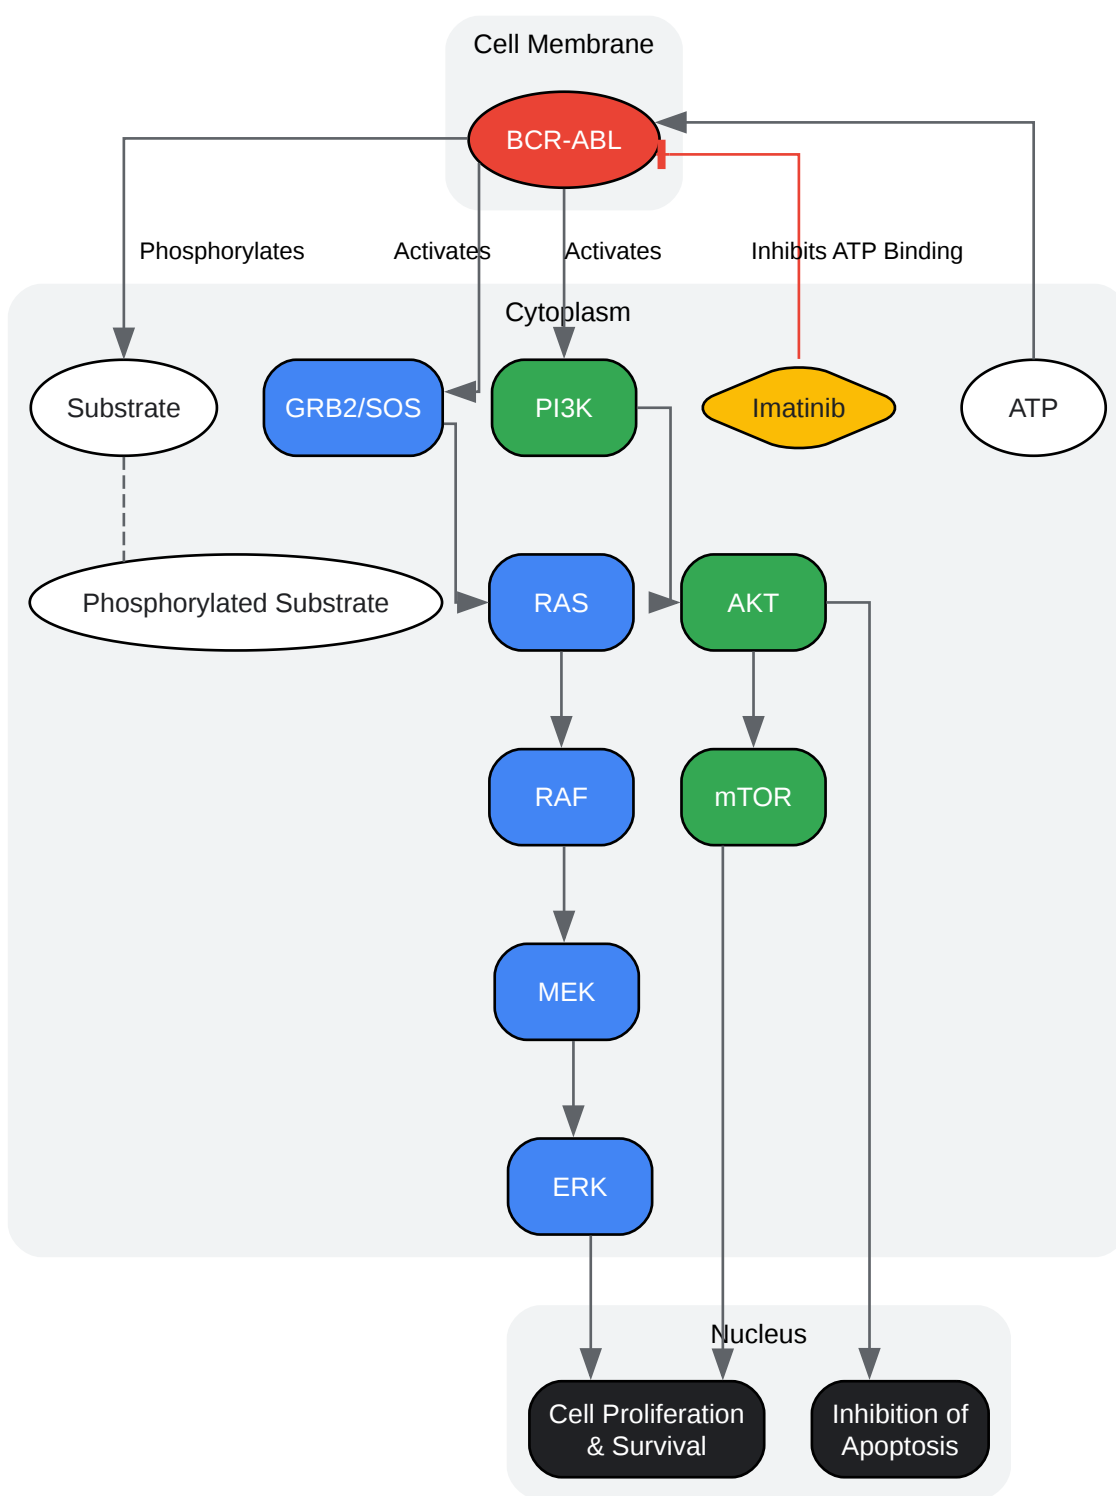 Cell Membrane
BCR-ABL
Phosphorylates
Activates
Activates
Inhibits ATP Binding
Cytoplasm
Substrate
GRB2/SOS
PI3K
Imatinib
ATP
Phosphorylated Substrate
RAS
AKT
RAF
mTOR
MEK
ERK
Nucleus
Cell Proliferation
& Survival
Inhibition of
Apoptosis